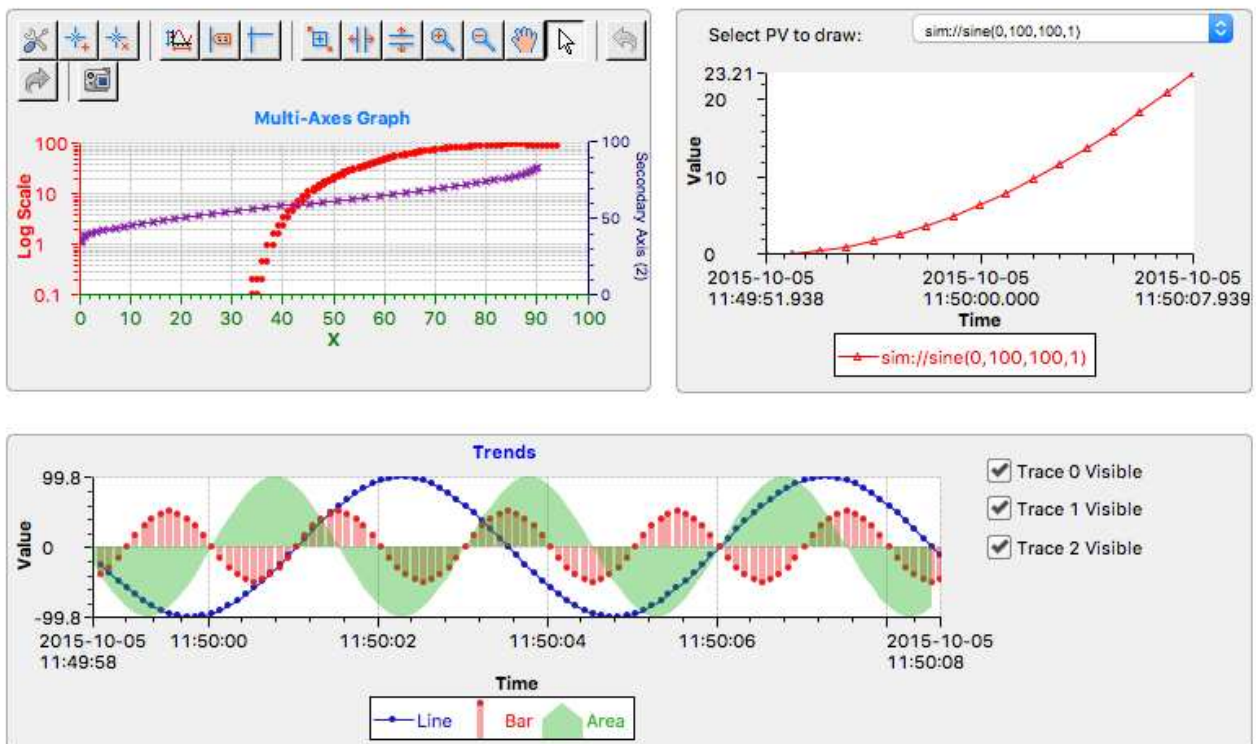 Select PV to draw:
sim://sine(0,100,100,1)
Multi-Axes Graph
100
10
1
0.1
Log Scale
100
50
0
Secondary Axis (2)
0 10 20 30 40 50 60 70 80 90 100
X
23.21
20
10
0
Value
2015-10-05 2015-10-05 2015-10-05
11:49:51.938 11:50:00.000 11:50:07.939
Time
sim://sine(0,100,100,1)
Trends
99.8
0
-99.8
Value
2015-10-05 11:50:00 11:50:02 11:50:04 11:50:06 2015-10-05
11:49:58 11:50:08
Time
Line Bar Area
Trace 0 Visible
Trace 1 Visible
Trace 2 Visible